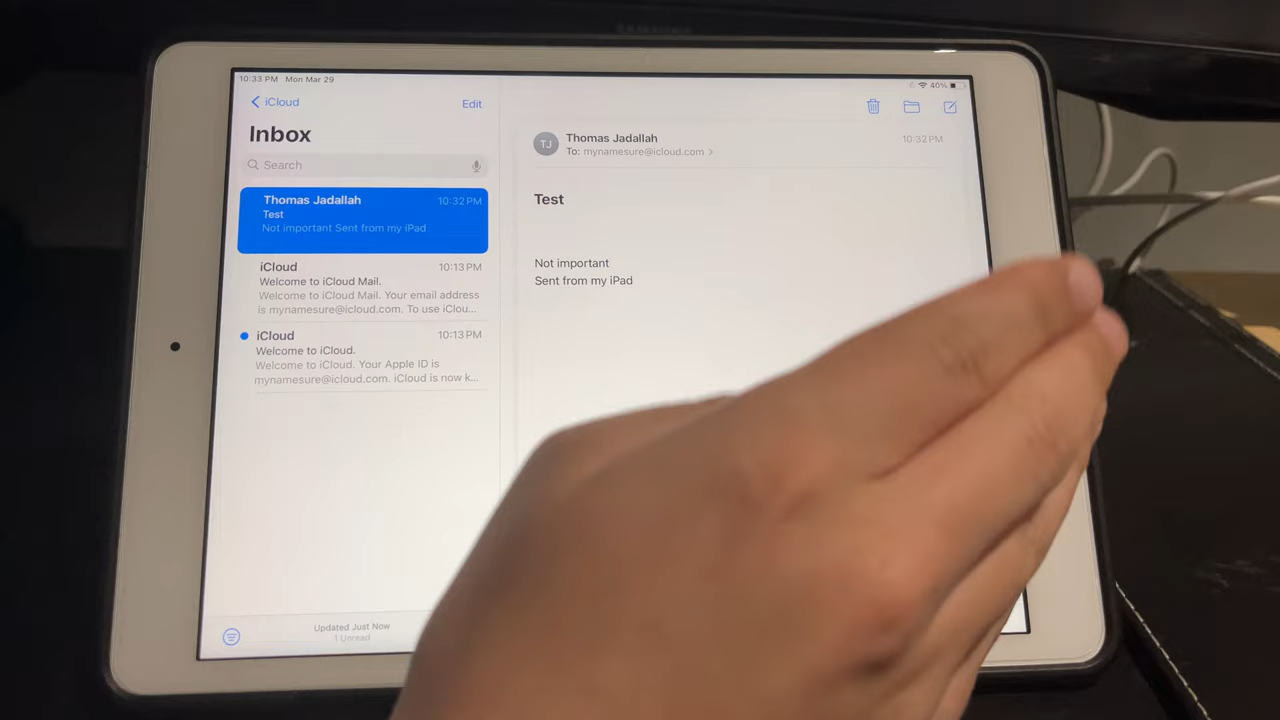 SAMSUNG
10:33 PM Mon Mar 29
40%
iCloud
Edit
Inbox
Search
Thomas Jadallah
10:32 PM
Test
Not important Sent from my iPad
iCloud
10:13 PM
Welcome to iCloud Mail.
Welcome to iCloud Mail. Your email address
is mynamesure@icloud.com. To use iClou...
iCloud
10:13 PM
Welcome to iCloud.
Welcome to iCloud. Your Apple ID is
mynamesure@icloud.com. iCloud is now k...
Updated Just Now
1 Unread
TJ
Thomas Jadallah
10:32 PM
To: mynamesure@icloud.com >
Test
Not important
Sent from my iPad